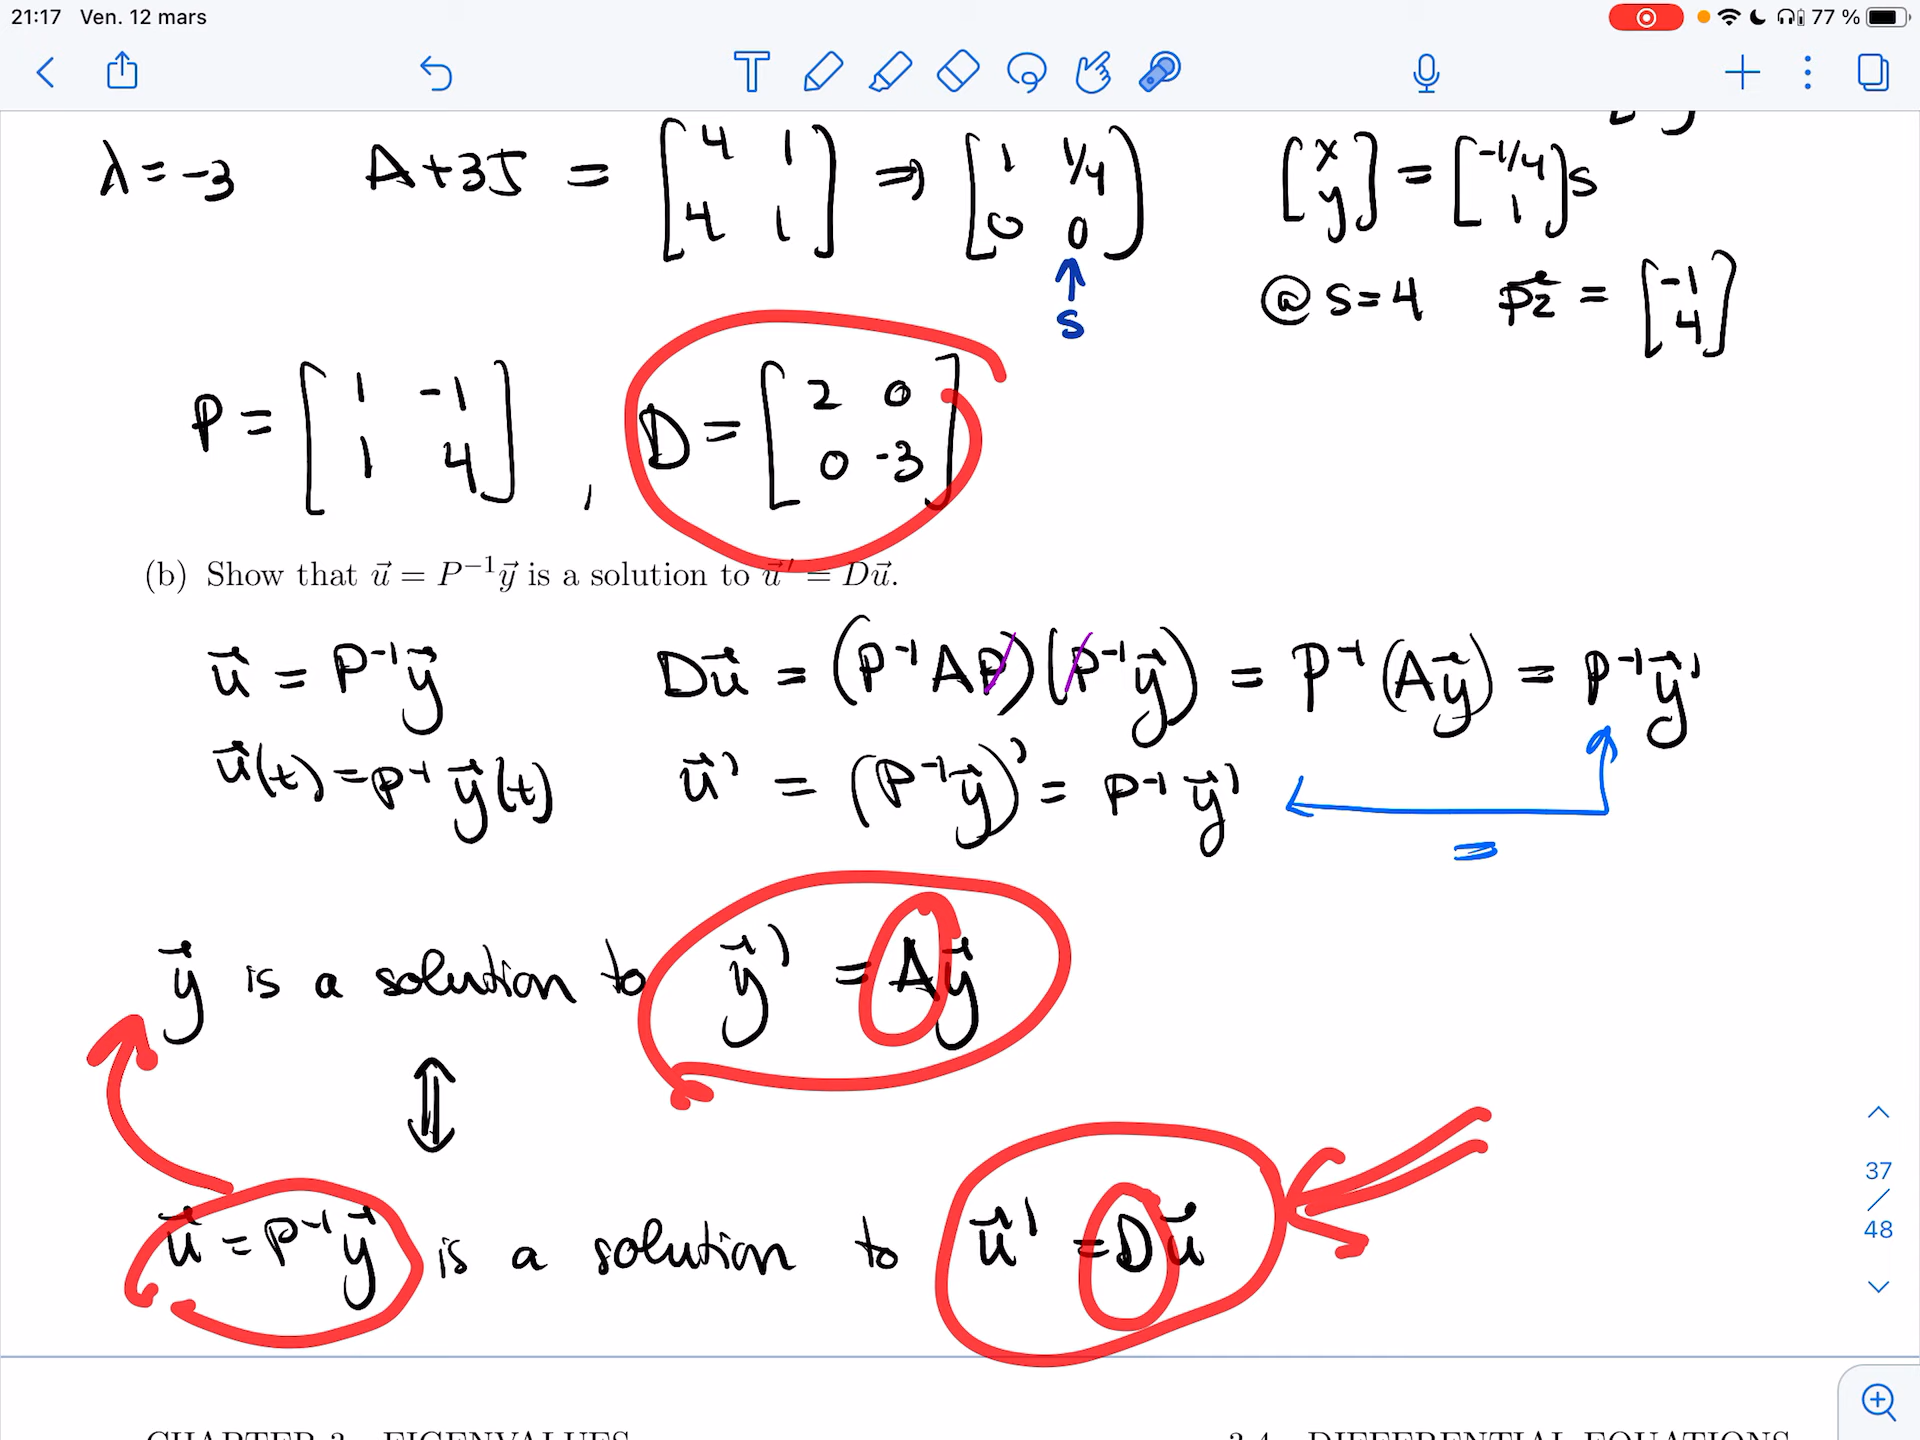 21:17 Ven. 12 mars 77 %
T
λ = -3 A+3I = [4 1; 4 1] ⇒ [1 1/4; 0 0] [x; y] = [-1/4; 1]s
s
@ s=4 p⃗2 = [-1; 4]
P = [1 -1; 1 4] , D = [2 0; 0 -3]
(b) Show that u⃗ = P⁻¹y⃗ is a solution to u⃗ ′ = Du⃗.
u⃗ = P⁻¹y⃗ Du⃗ = (P⁻¹AP)(P⁻¹y⃗) = P⁻¹(Ay⃗) = P⁻¹y⃗′
u⃗(t) = P⁻¹ y⃗(t) u⃗′ = (P⁻¹y⃗)′ = P⁻¹ y⃗′
=
y⃗ is a solution to y⃗′ = Ay⃗
⇕
u⃗ = P⁻¹y⃗ is a solution to u⃗′ = Du⃗
37
/
48
CHAPTER 3. EIGENVALUES 3.4. DIFFERENTIAL EQUATIONS